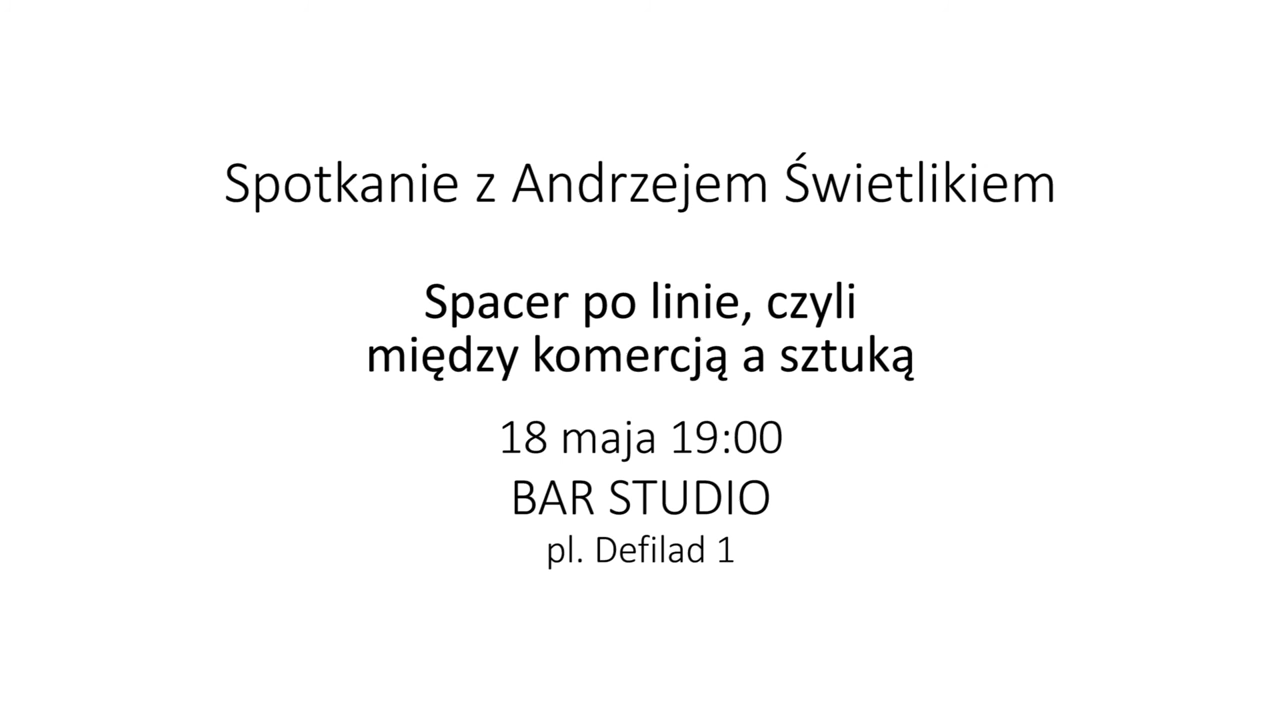 Spotkanie z Andrzejem Świetlikiem
Spacer po linie, czyli
między komercją a sztuką
18 maja 19:00
BAR STUDIO
pl. Defilad 1